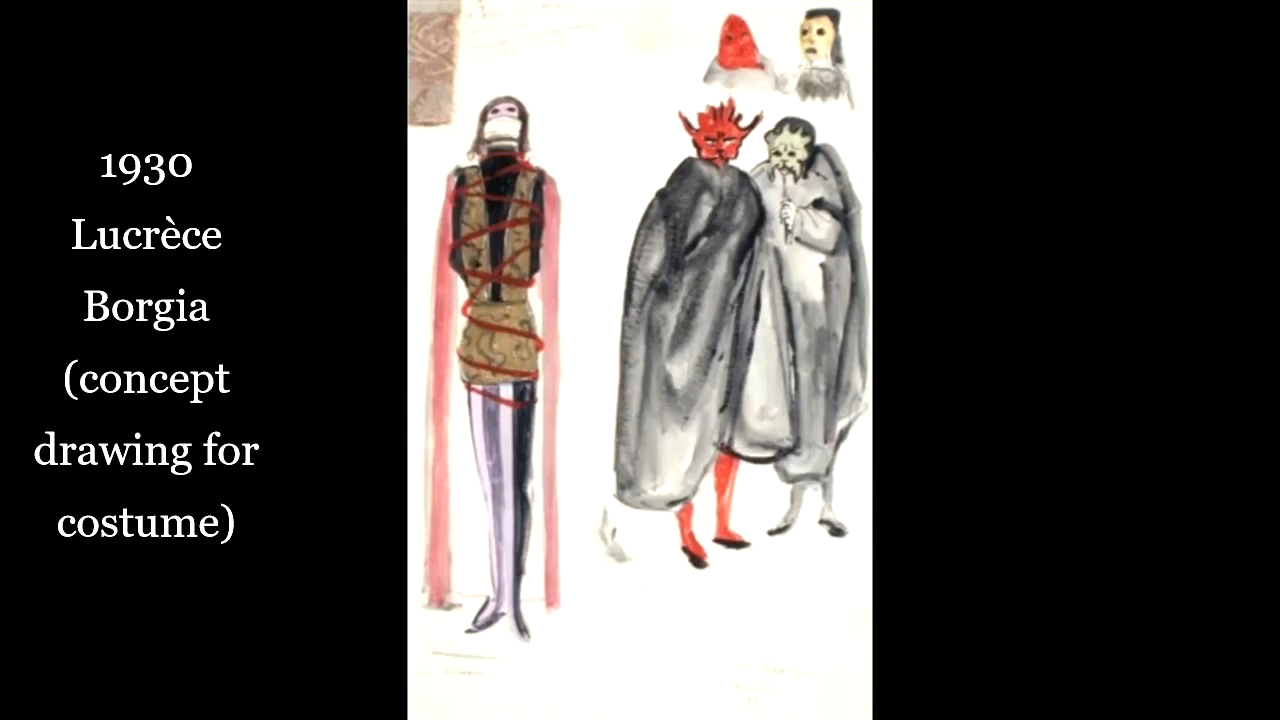 1930
Lucrèce
Borgia
(concept
drawing for
costume)